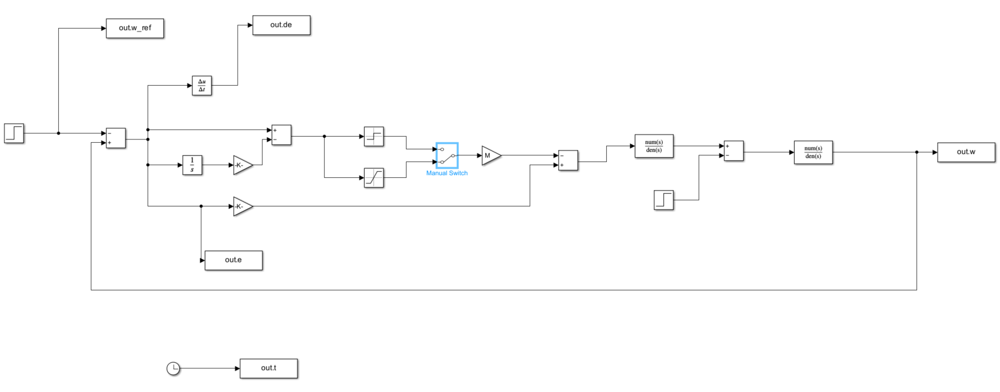 out.w_ref
out.de
Δu
Δt
−
+
+
−
1
s
-K-
-K-
Manual Switch
M
−
+
num(s)
den(s)
+
−
num(s)
den(s)
out.w
out.e
out.t